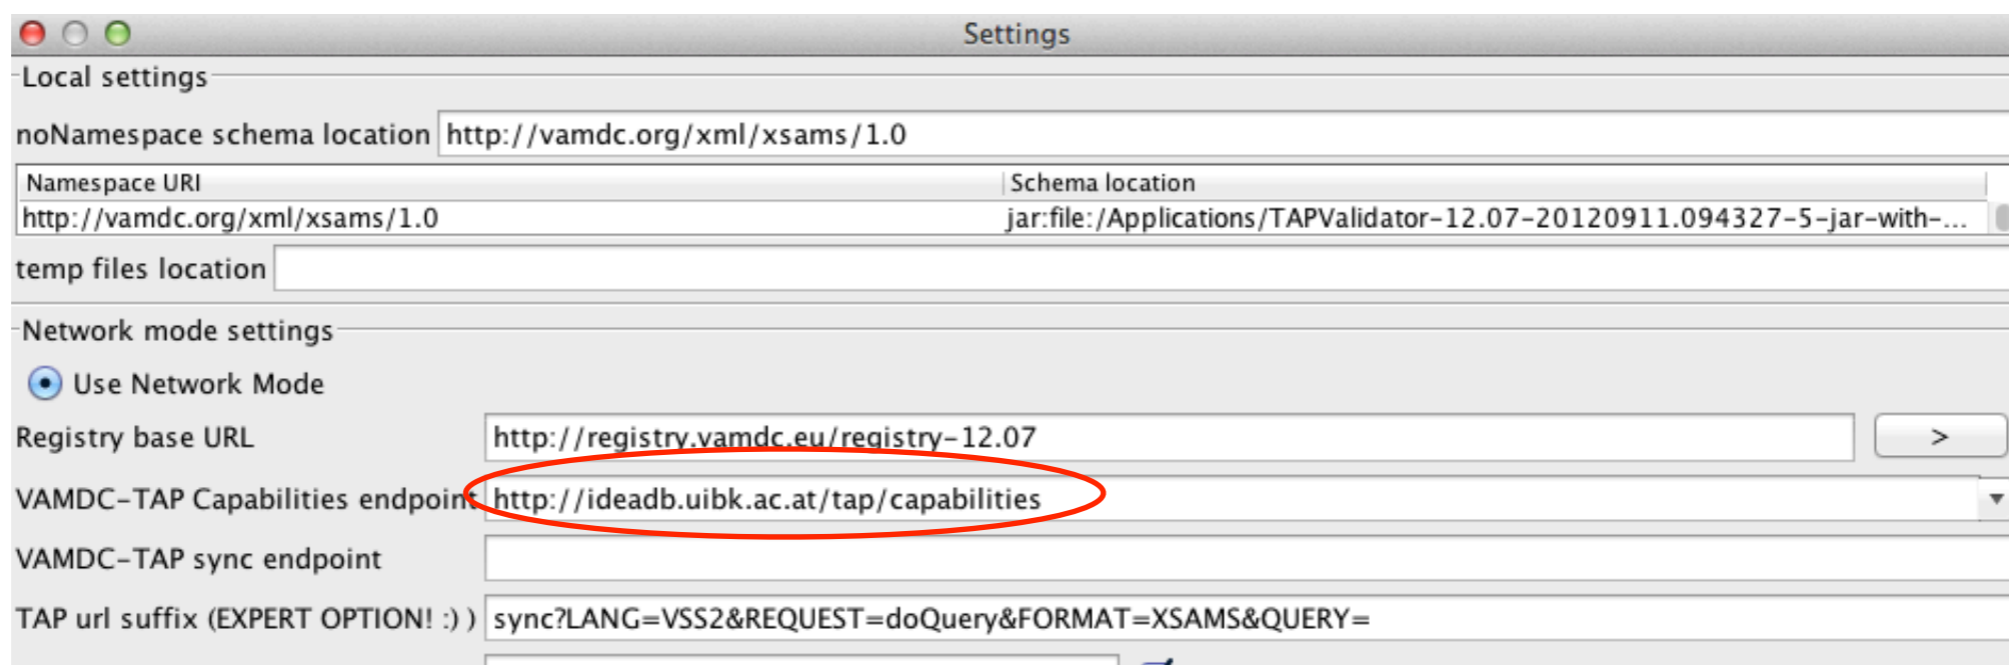 Settings
Local settings
noNamespace schema location http://vamdc.org/xml/xsams/1.0
Namespace URI Schema location
http://vamdc.org/xml/xsams/1.0 jar:file:/Applications/TAPValidator-12.07-20120911.094327-5-jar-with-...
temp files location
Network mode settings
Use Network Mode
Registry base URL http://registry.vamdc.eu/registry-12.07 >
VAMDC-TAP Capabilities endpoint http://ideadb.uibk.ac.at/tap/capabilities
VAMDC-TAP sync endpoint
TAP url suffix (EXPERT OPTION! :) ) sync?LANG=VSS2&REQUEST=doQuery&FORMAT=XSAMS&QUERY=